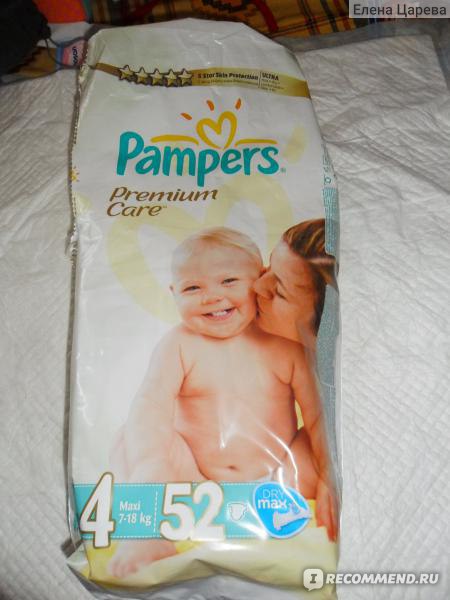 Елена Царева
5 Star Skin Protection
ULTRA
Pampers®
Premium
Care
4
Maxi
7-18 kg
52
DRY
max
IRECOMMEND.RU